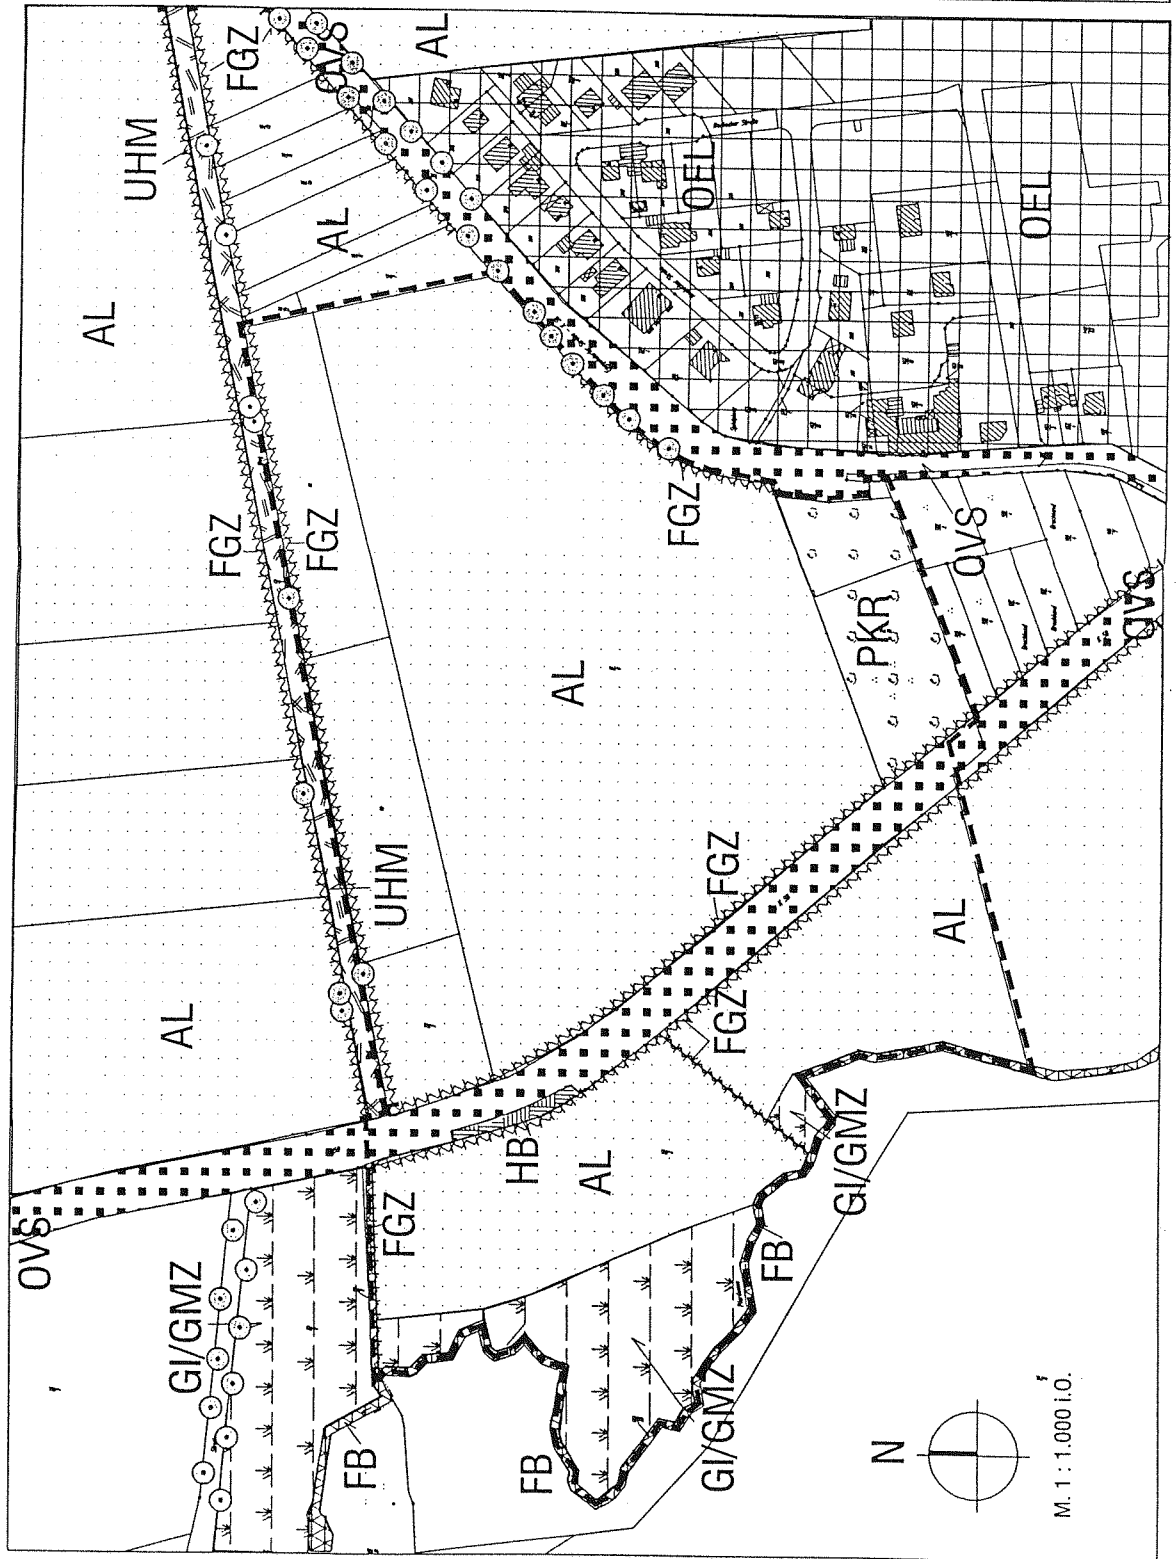 OVS
AL
UHM
AL
GI/GMZ
FGZ
FGZ
FGZ
OVS
AL
FB
UHM
FGZ
AL
HB
FB
AL
AL
FGZ
OEL
GI/GMZ
FGZ
FGZ
FB
GI/GMZ
PKR
N
AL
OVS
OEL
M. 1 : 1.000 i.O.
OVS